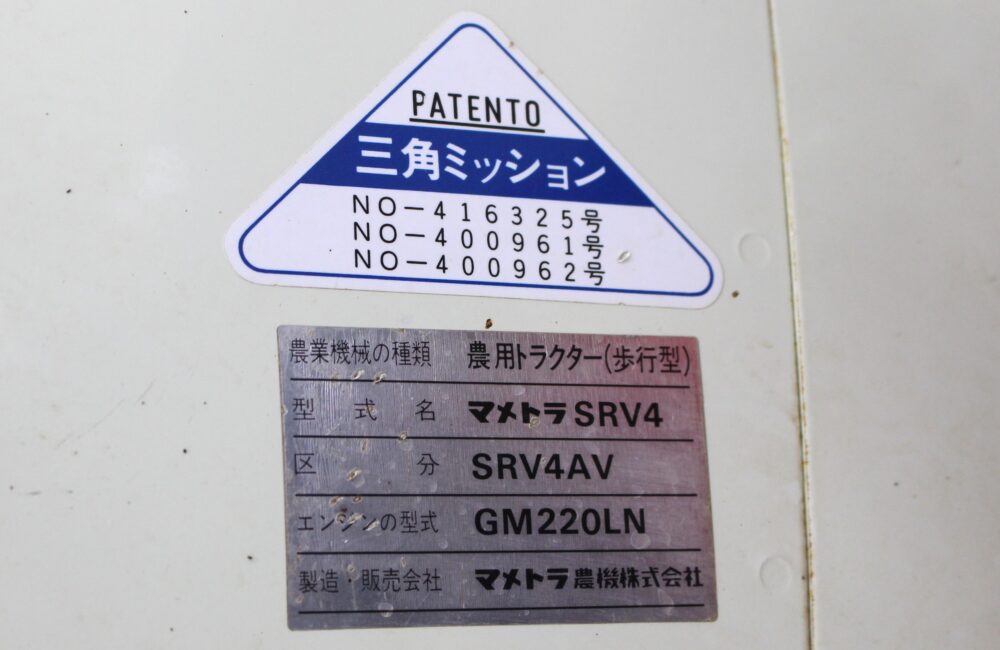 PATENTO
三角ミッション
NO－416325号
NO－400961号
NO－400962号
農業機械の種類 農用トラクター(歩行型)
型式名 マメトラSRV4
区分 SRV4AV
エンジンの型式 GM220LN
製造・販売会社 マメトラ農機株式会社